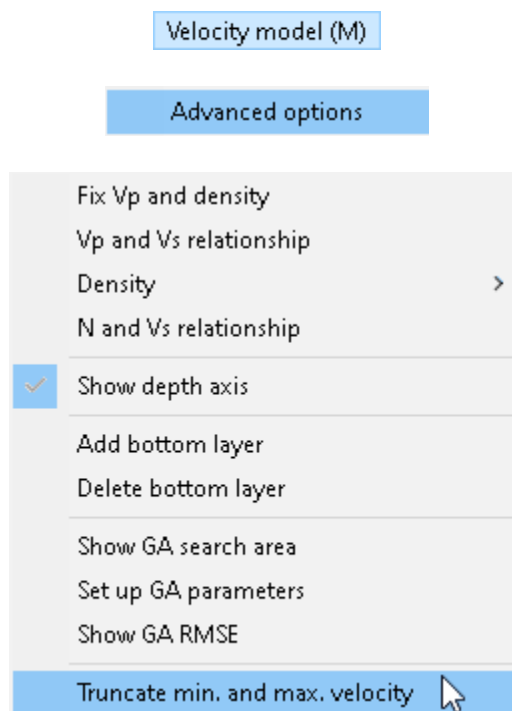 Velocity model (M)
Advanced options
Fix Vp and density
Vp and Vs relationship
Density
N and Vs relationship
Show depth axis
Add bottom layer
Delete bottom layer
Show GA search area
Set up GA parameters
Show GA RMSE
Truncate min. and max. velocity